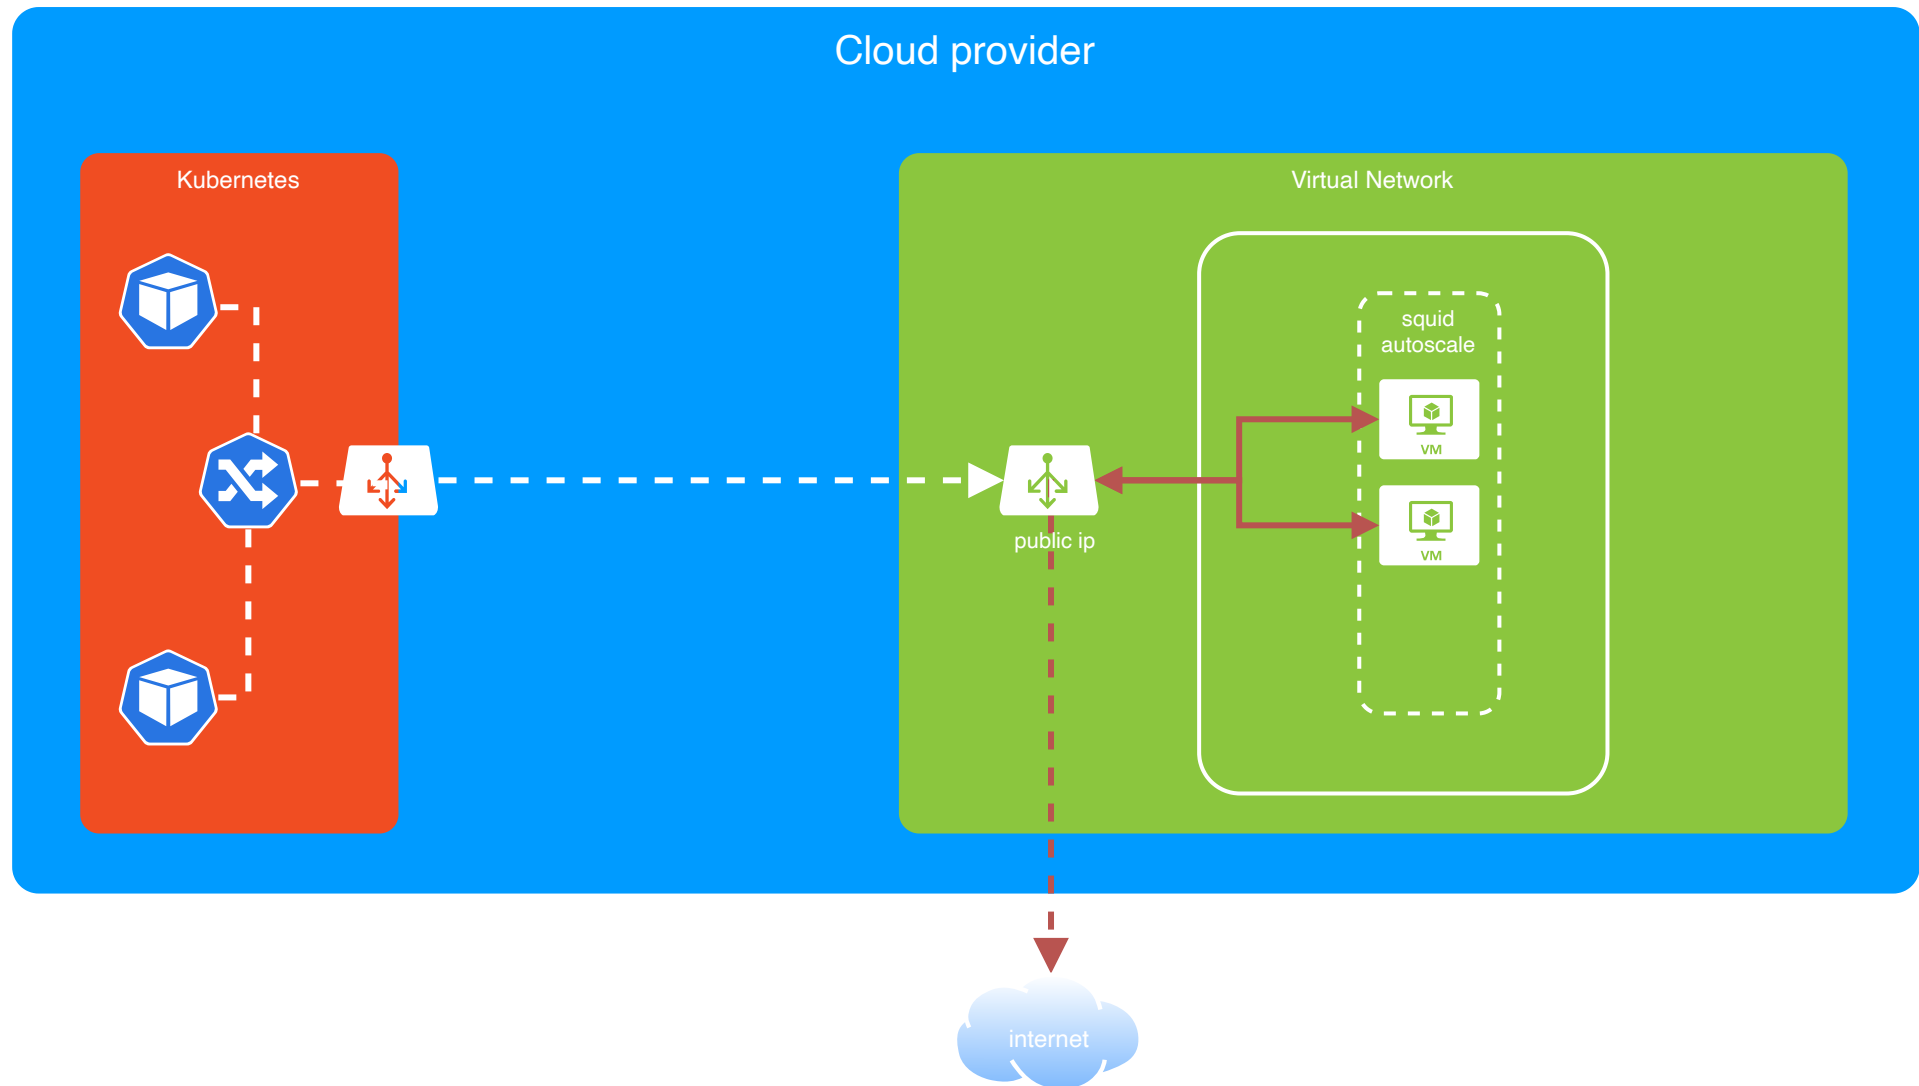 Cloud provider
Kubernetes
Virtual Network
squid
autoscale
VM
VM
public ip
internet